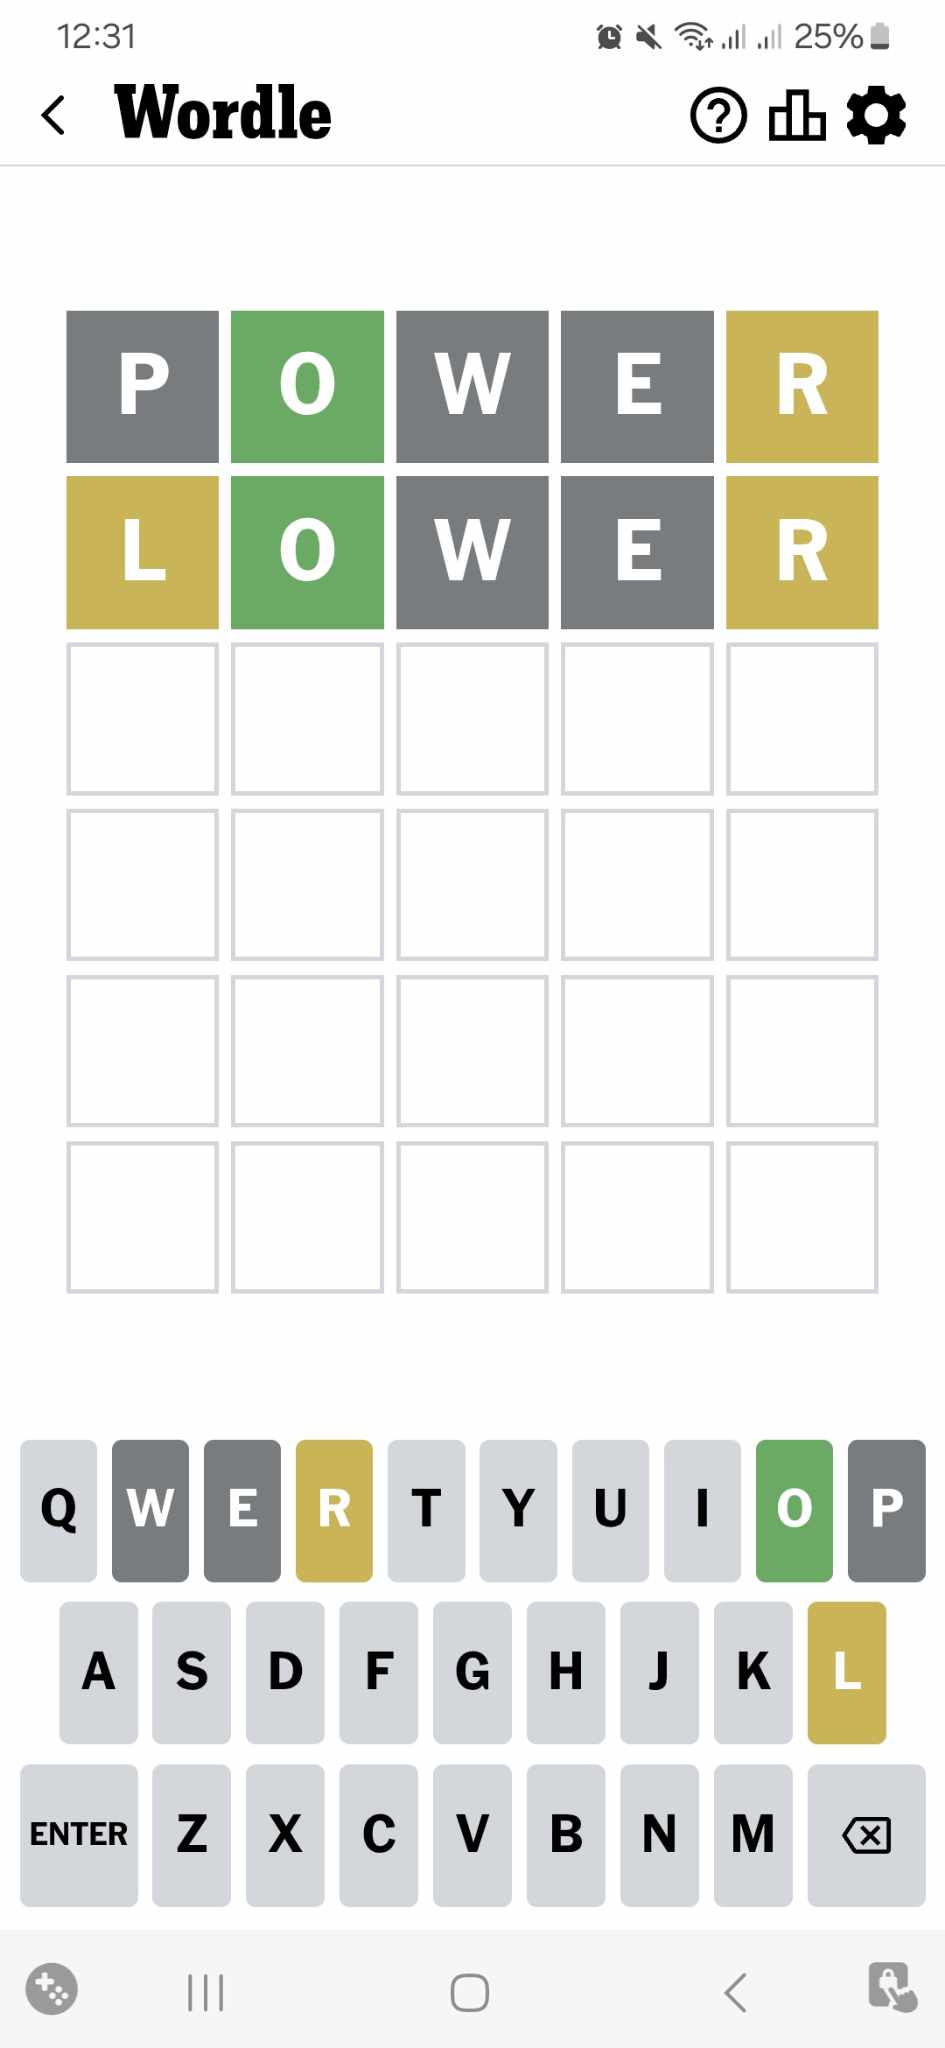 12:31 25%
Wordle
P O W E R
L O W E R
Q W E R T Y U I O P
A S D F G H J K L
ENTER Z X C V B N M